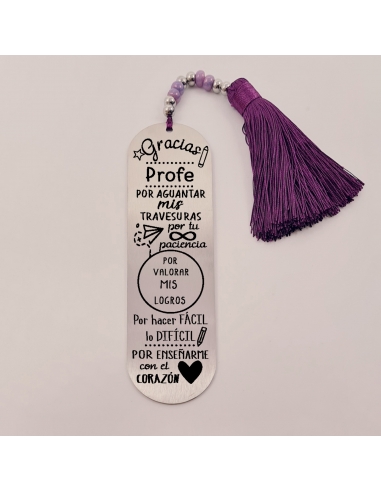 Gracias
Profe
POR AGUANTAR
mis
TRAVESURAS
por tu
paciencia
POR
VALORAR
MIS
LOGROS
Por hacer FÁCIL
lo DIFÍCIL
POR ENSEÑARME
con el
CORAZÓN